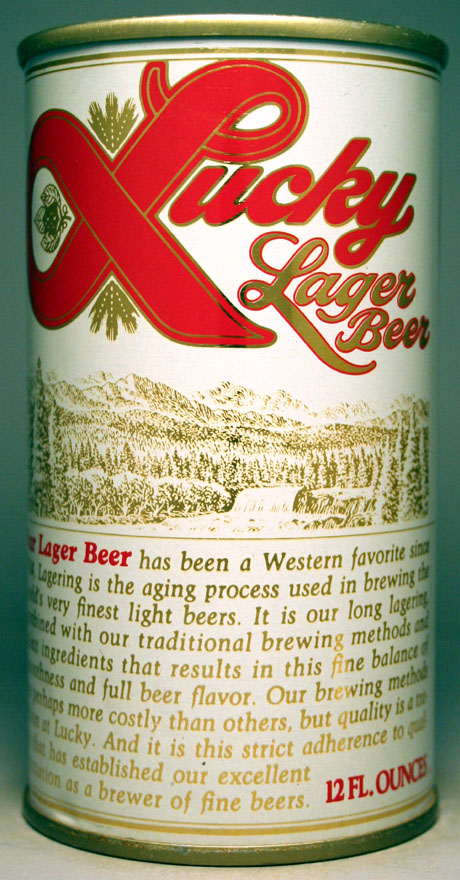 Lucky
Lager
Beer
Lager Beer has been a Western favorite since
Lagering is the aging process used in brewing the
very finest light beers. It is our long lagering,
with our traditional brewing methods and
ingredients that results in this fine balance of
and full beer flavor. Our brewing methods
perhaps more costly than others, but quality is a
at Lucky. And it is this strict adherence to
that has established our excellent
as a brewer of fine beers.
12 FL. OUNCES